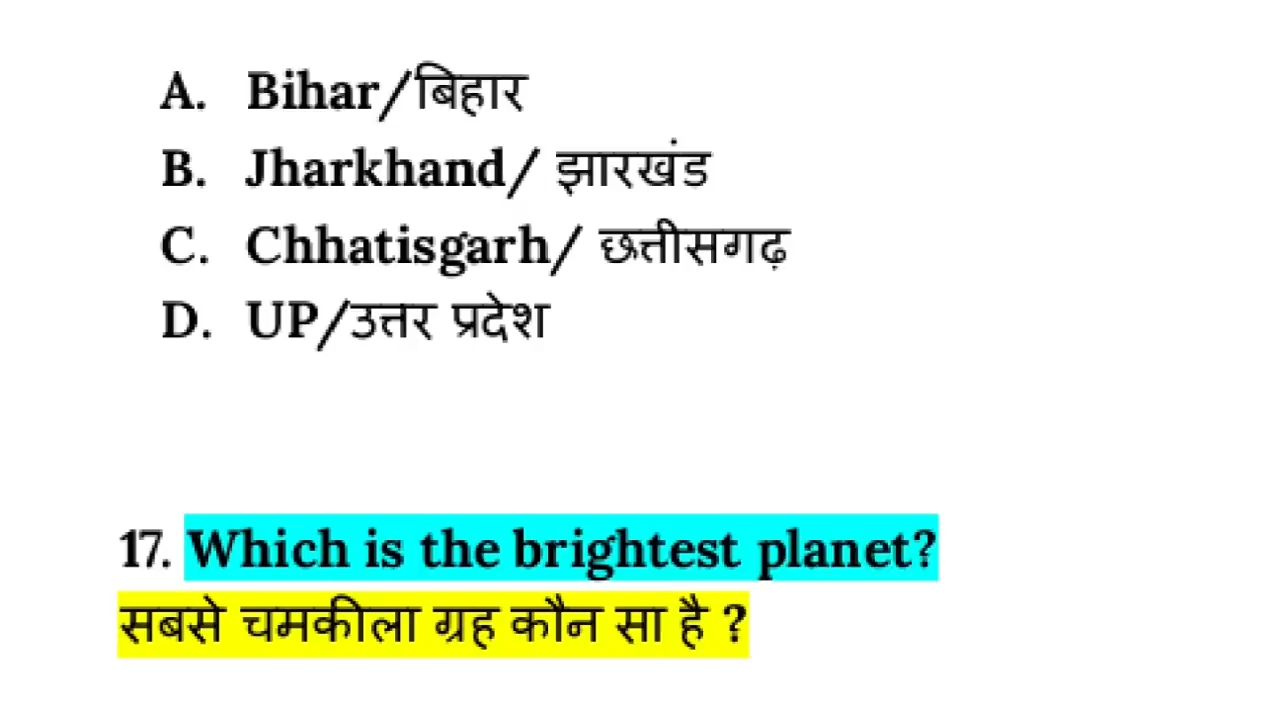 A. Bihar/बिहार
B. Jharkhand/ झारखंड
C. Chhatisgarh/ छत्तीसगढ़
D. UP/उत्तर प्रदेश
17. Which is the brightest planet?
सबसे चमकीला ग्रह कौन सा है ?